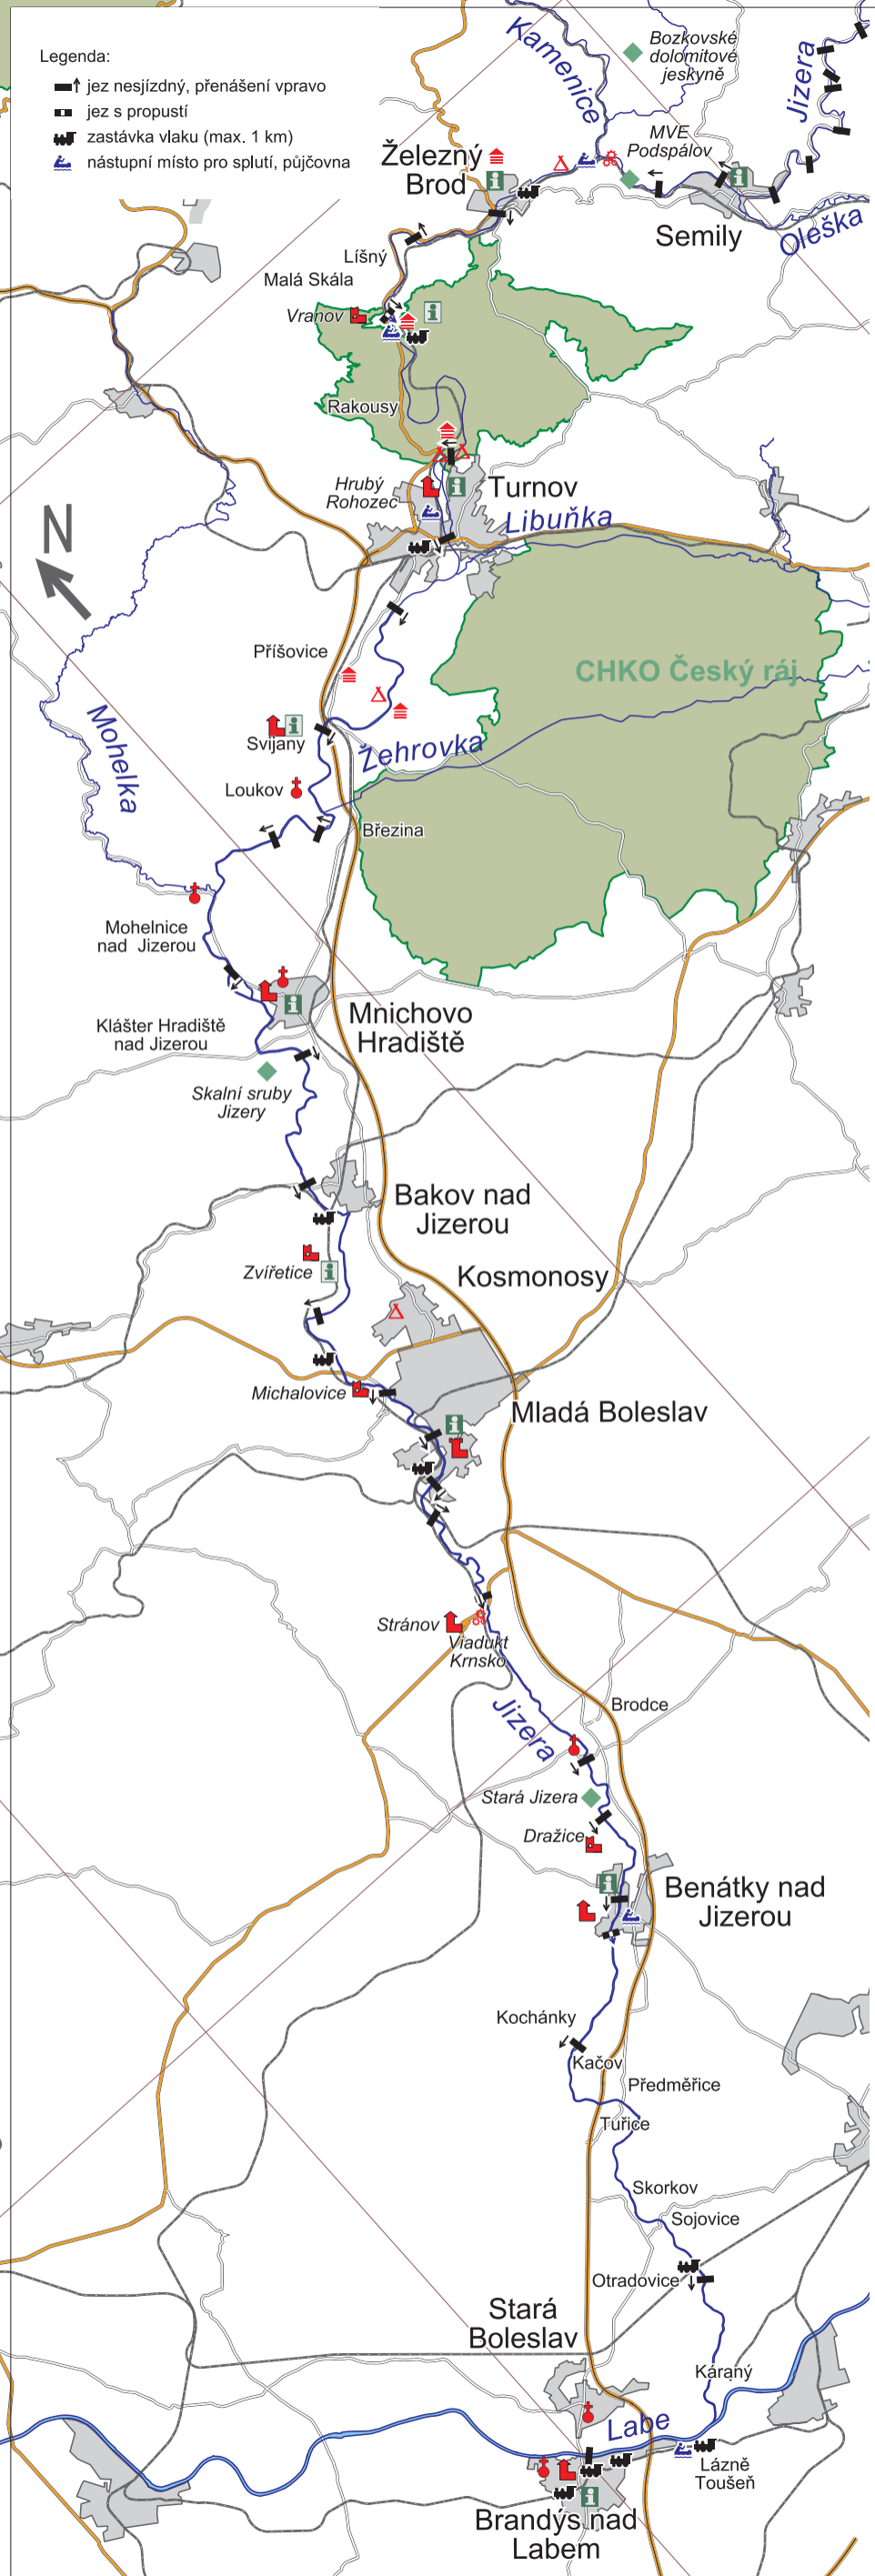 Legenda:
jez nesjízdný, přenášení vpravo
jez s propustí
zastávka vlaku (max. 1 km)
nástupní místo pro splutí, půjčovna
Kamenice
Bozkovské
dolomitové
jeskyně
Jizera
MVE
Podspálov
Železný
Brod
i
i
Semily
Oleška
Líšný
Malá Skála
Vranov
i
Rakousy
Hrubý
Rohozec
i
Turnov
Libuňka
N
Příšovice
CHKO Český ráj
Mohelka
i
Svijany
Žehrovka
Loukov
Březina
Mohelnice
nad Jizerou
i
Mnichovo
Hradiště
Klášter Hradiště
nad Jizerou
Skalní sruby
Jizery
Bakov nad
Jizerou
Zvířetice
i
Kosmonosy
Michalovice
Mladá Boleslav
i
Stránov
Viadukt
Krnsko
Jizera
Brodce
Stará Jizera
Dražice
i
Benátky nad
Jizerou
Kochánky
Kačov
Předměřice
Tuřice
Skorkov
Sojovice
Otradovice
Stará
Boleslav
Káraný
Labe
Lázně
Toušeň
i
Brandýs nad
Labem